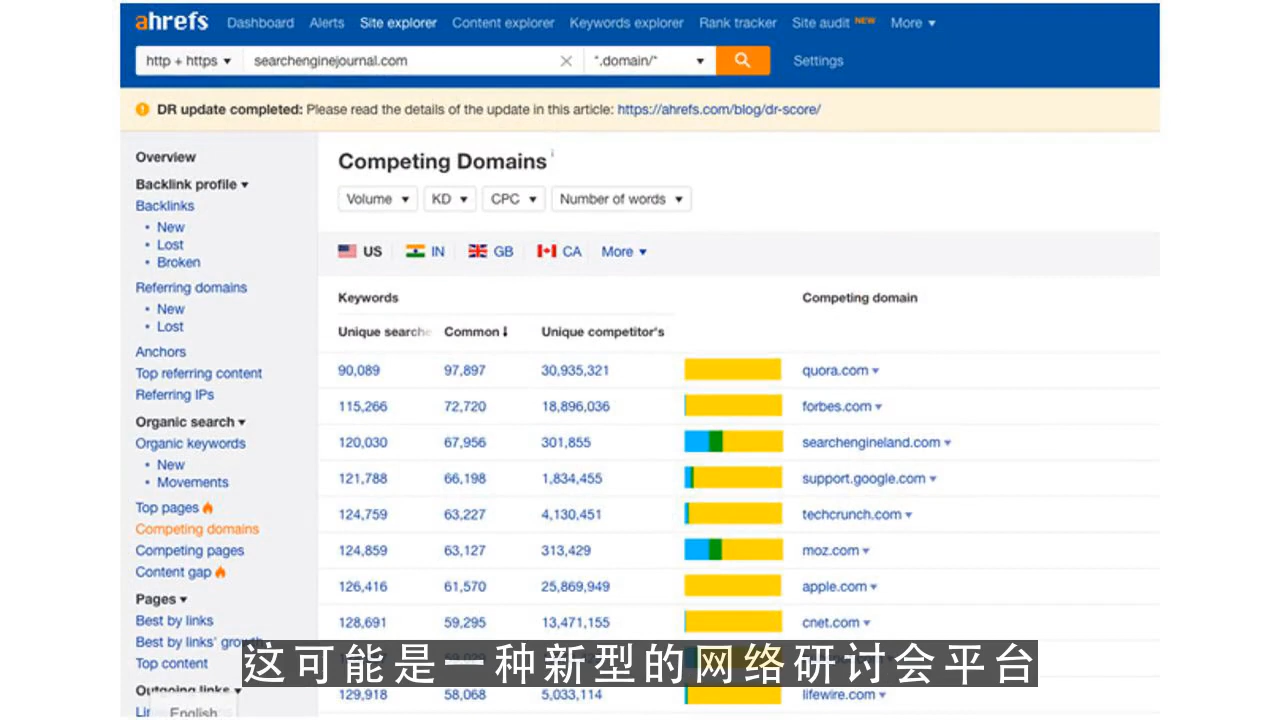 ahrefs Dashboard Alerts Site explorer Content explorer Keywords explorer Rank tracker Site audit NEW More
http + https searchenginejournal.com *.domain/* Settings
DR update completed: Please read the details of the update in this article: https://ahrefs.com/blog/dr-score/
Overview
Backlink profile
Backlinks
New
Lost
Broken
Referring domains
New
Lost
Anchors
Top referring content
Referring IPs
Organic search
Organic keywords
New
Movements
Top pages
Competing domains
Competing pages
Content gap
Pages
Best by links
Best by links' growth
Top content
Outgoing links
English
Competing Domains
Volume KD CPC Number of words
US IN GB CA More
Keywords Competing domain
Unique searche Common Unique competitor's
90,089 97,897 30,935,321 quora.com
115,266 72,720 18,896,036 forbes.com
120,030 67,956 301,855 searchengineland.com
121,788 66,198 1,834,455 support.google.com
124,759 63,227 4,130,451 techcrunch.com
124,859 63,127 313,429 moz.com
126,416 61,570 25,869,949 apple.com
128,691 59,295 13,471,155 cnet.com
129,918 58,068 5,033,114 lifewire.com
这可能是一种新型的网络研讨会平台